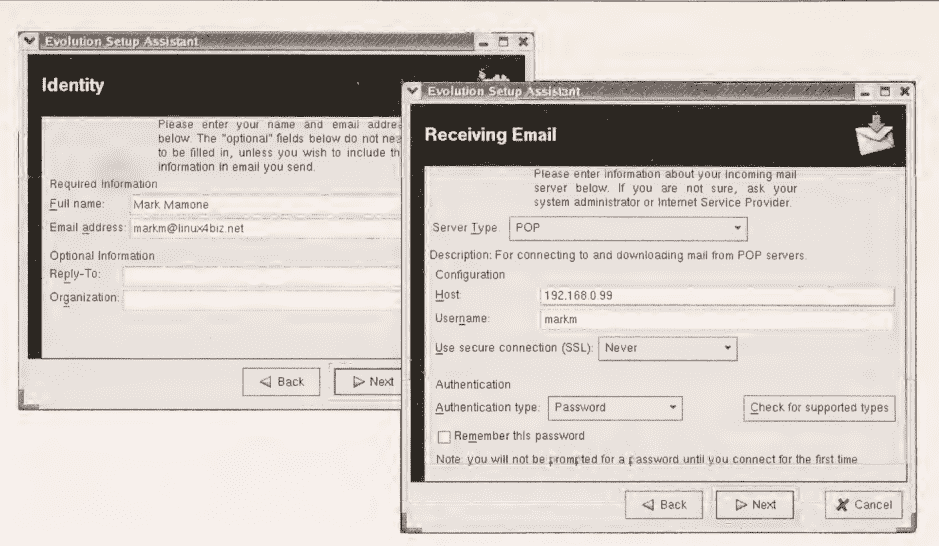 Evolution Setup Assistant
Identity
Please enter your name and email addre
below. The "optional" fields below do not nee
to be filled in, unless you wish to include th
information in email you send.
Required Information
Full name: Mark Mamone
Email address: markm@linux4biz.net
Optional Information
Reply-To:
Organization:
Back Next
Evolution Setup Assistant
Receiving Email
Please enter information about your incoming mail
server below. If you are not sure, ask your
system administrator or Internet Service Provider.
Server Type POP
Description: For connecting to and downloading mail from POP servers.
Configuration
Host: 192.168.0.99
Username: markm
Use secure connection (SSL): Never
Authentication
Authentication type: Password Check for supported types
Remember this password
Note: you will not be prompted for a password until you connect for the first time
Back Next Cancel